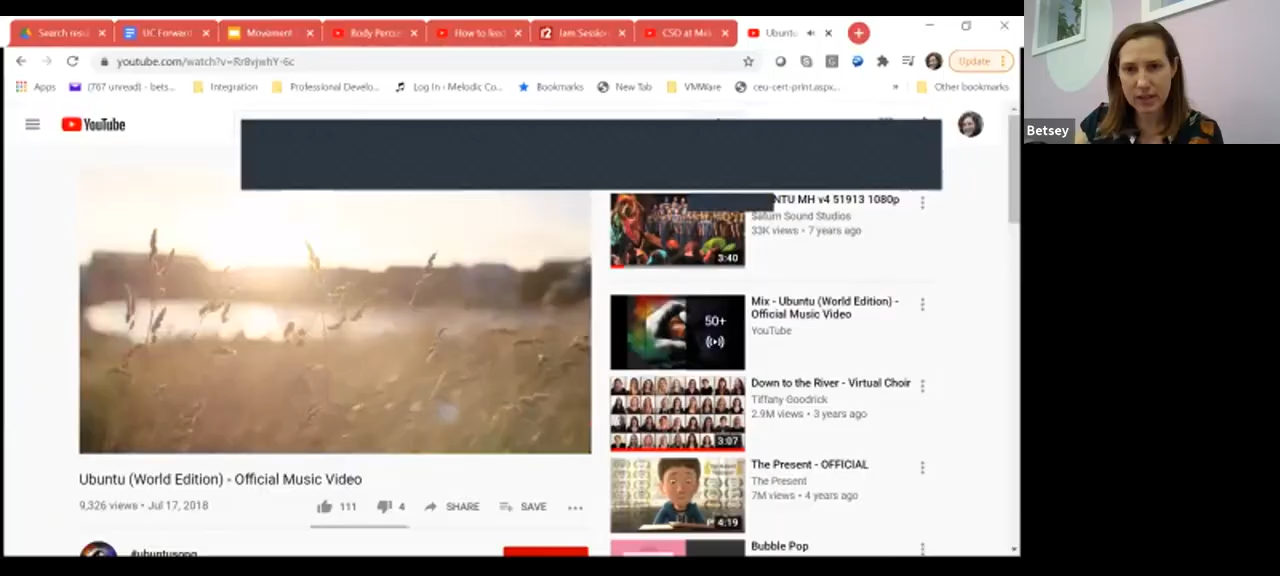 Search resu
UC Forward
Movement
Body Percus
How to lead
Jam Session
CSO at Mel
Ubuntu
youtube.com/watch?v=Rr8vjwhY-6c
Update
Apps
(767 unread) - bets...
Integration
Professional Develo...
Log In ‹ Melodic Co...
Bookmarks
New Tab
VMWare
ceu-cert-print.aspx...
»
Other bookmarks
YouTube
Betsey
NTU MH v4 51913 1080p
Sallum Sound Studios
33K views • 7 years ago
3:40
Mix - Ubuntu (World Edition) -
Official Music Video
YouTube
50+
Down to the River - Virtual Choir
Tiffany Goodrick
2.9M views • 3 years ago
3:07
The Present - OFFICIAL
The Present
7M views • 4 years ago
4:19
Bubble Pop
Ubuntu (World Edition) - Official Music Video
9,326 views • Jul 17, 2018
111
4
SHARE
SAVE
#ubuntusong